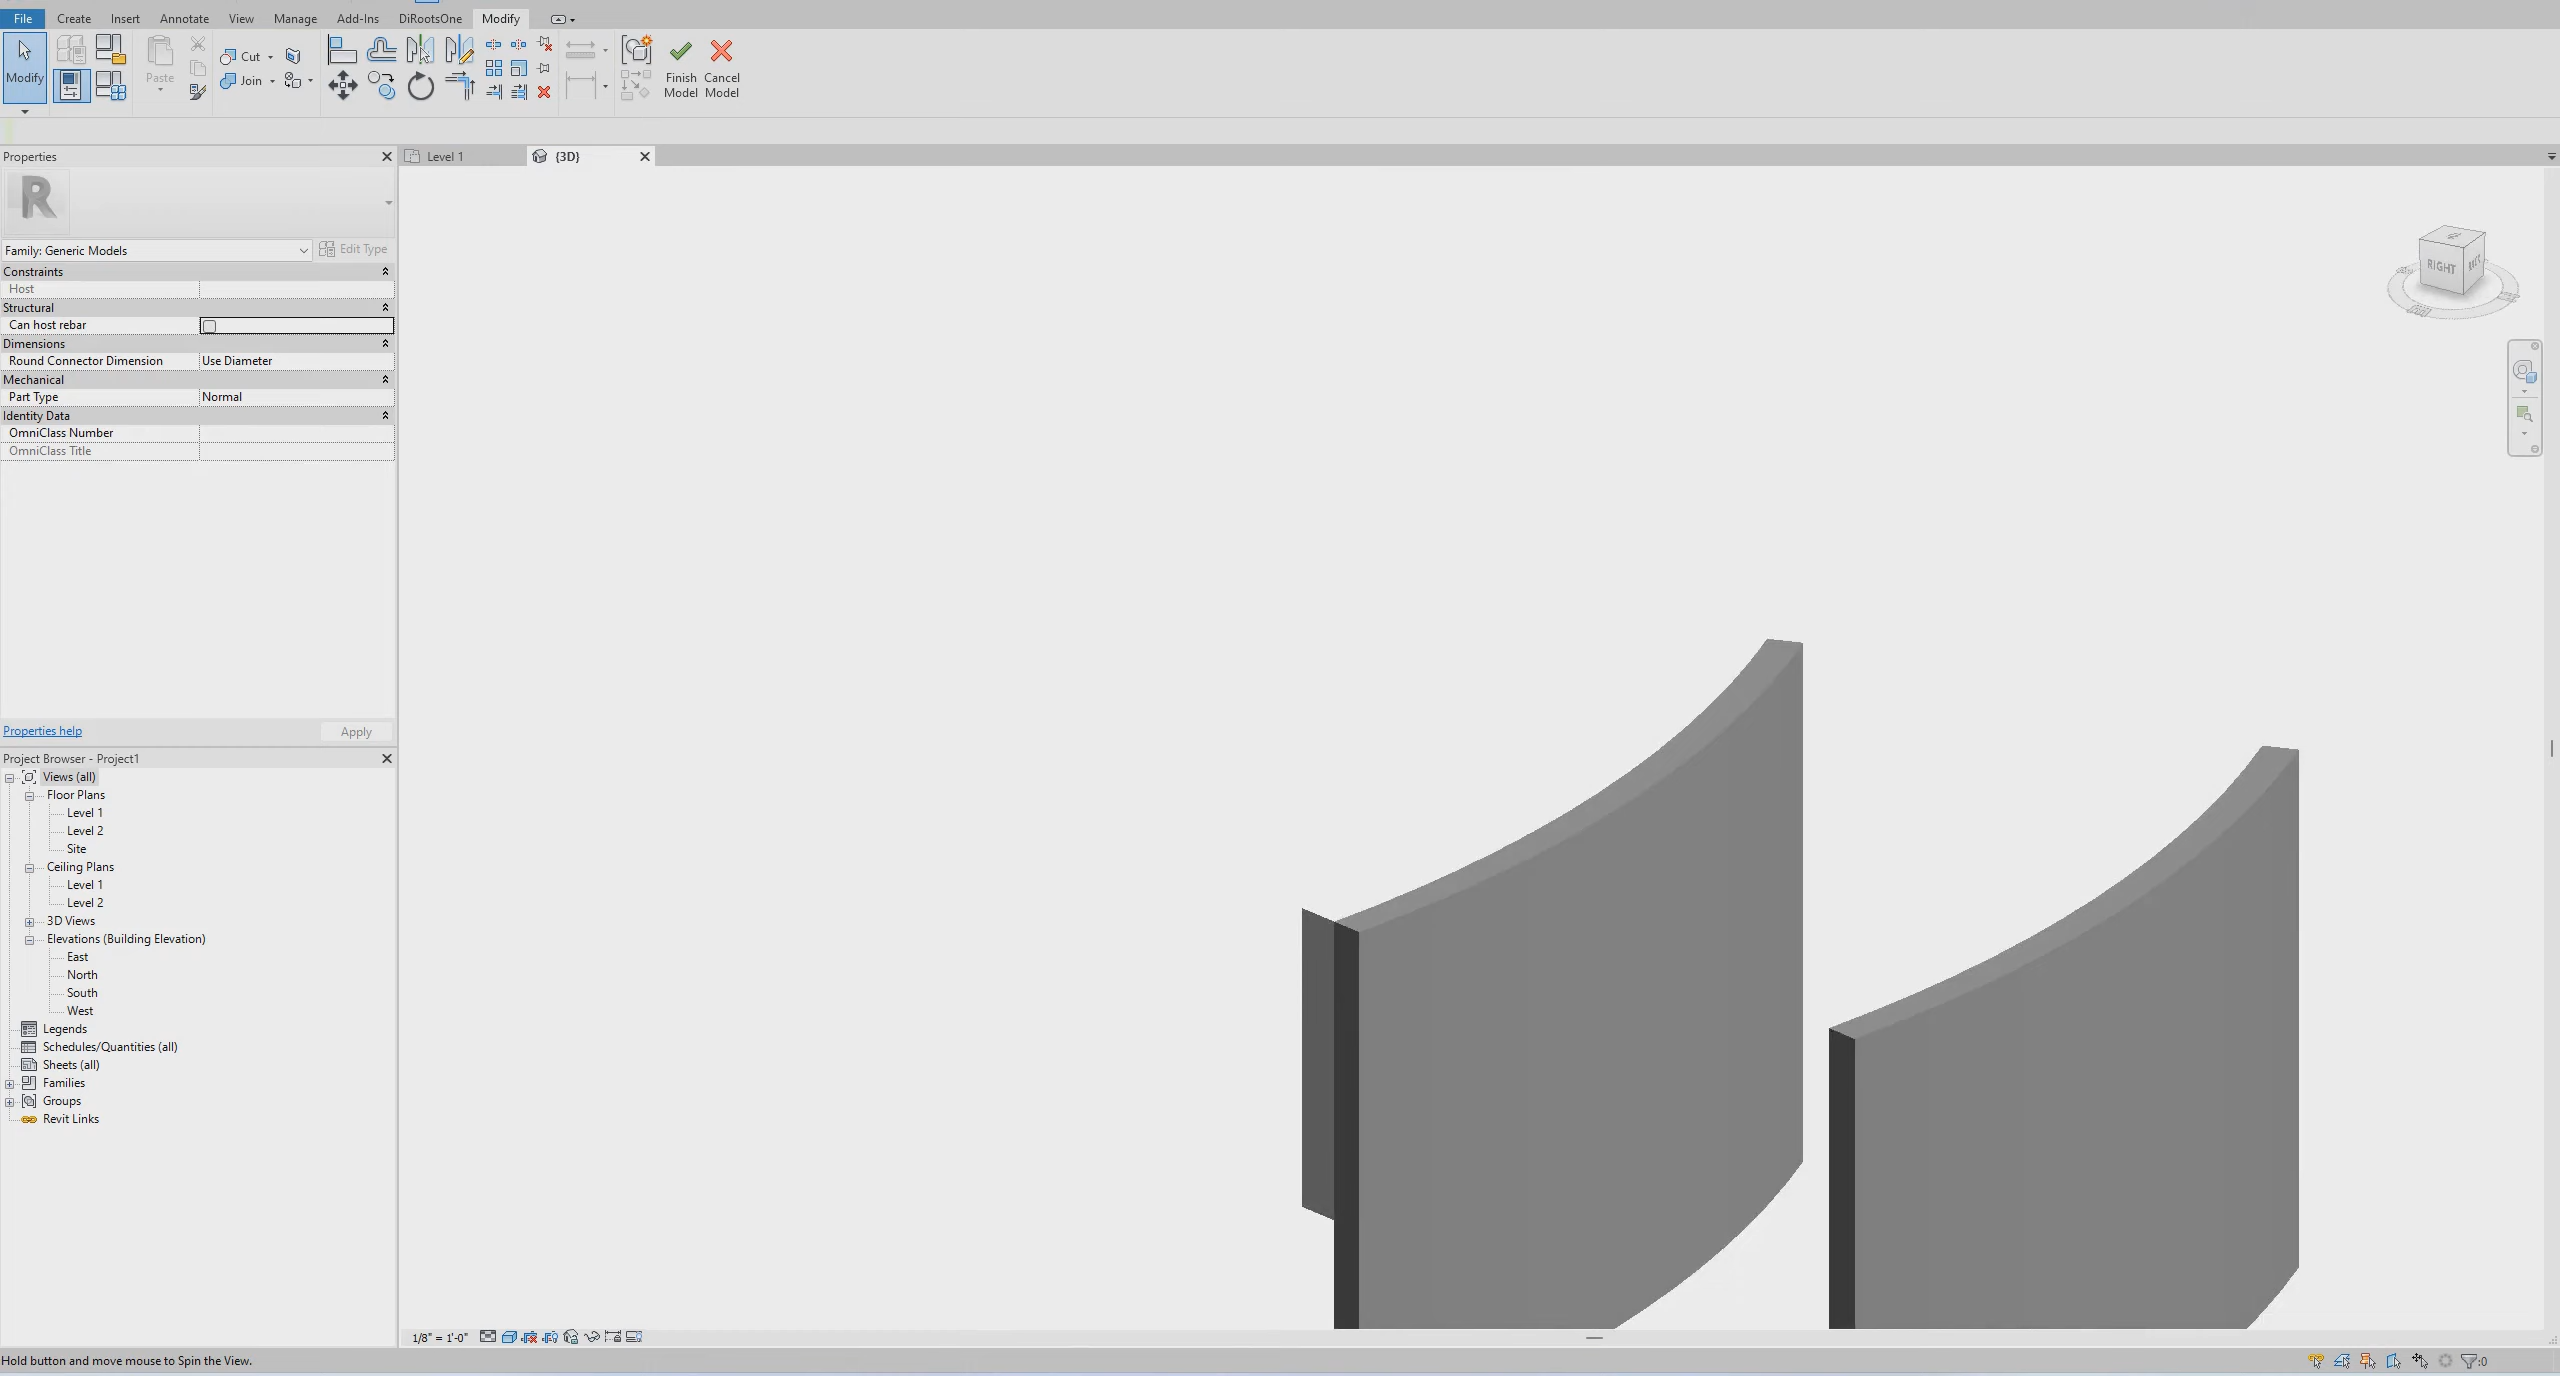 File Create Insert Annotate View Manage Add-Ins DiRootsOne Modify
Modify
Paste
Cut
Join
Finish Model
Cancel Model
Properties
Level 1
{3D}
R
Family: Generic Models
Edit Type
Constraints
Host
Structural
Can host rebar
Dimensions
Round Connector Dimension Use Diameter
Mechanical
Part Type Normal
Identity Data
OmniClass Number
OmniClass Title
RIGHT
Properties help
Apply
Project Browser - Project1
Views (all)
Floor Plans
Level 1
Level 2
Site
Ceiling Plans
Level 1
Level 2
3D Views
Elevations (Building Elevation)
East
North
South
West
Legends
Schedules/Quantities (all)
Sheets (all)
Families
Groups
Revit Links
1/8" = 1'-0"
Hold button and move mouse to Spin the View.
:0